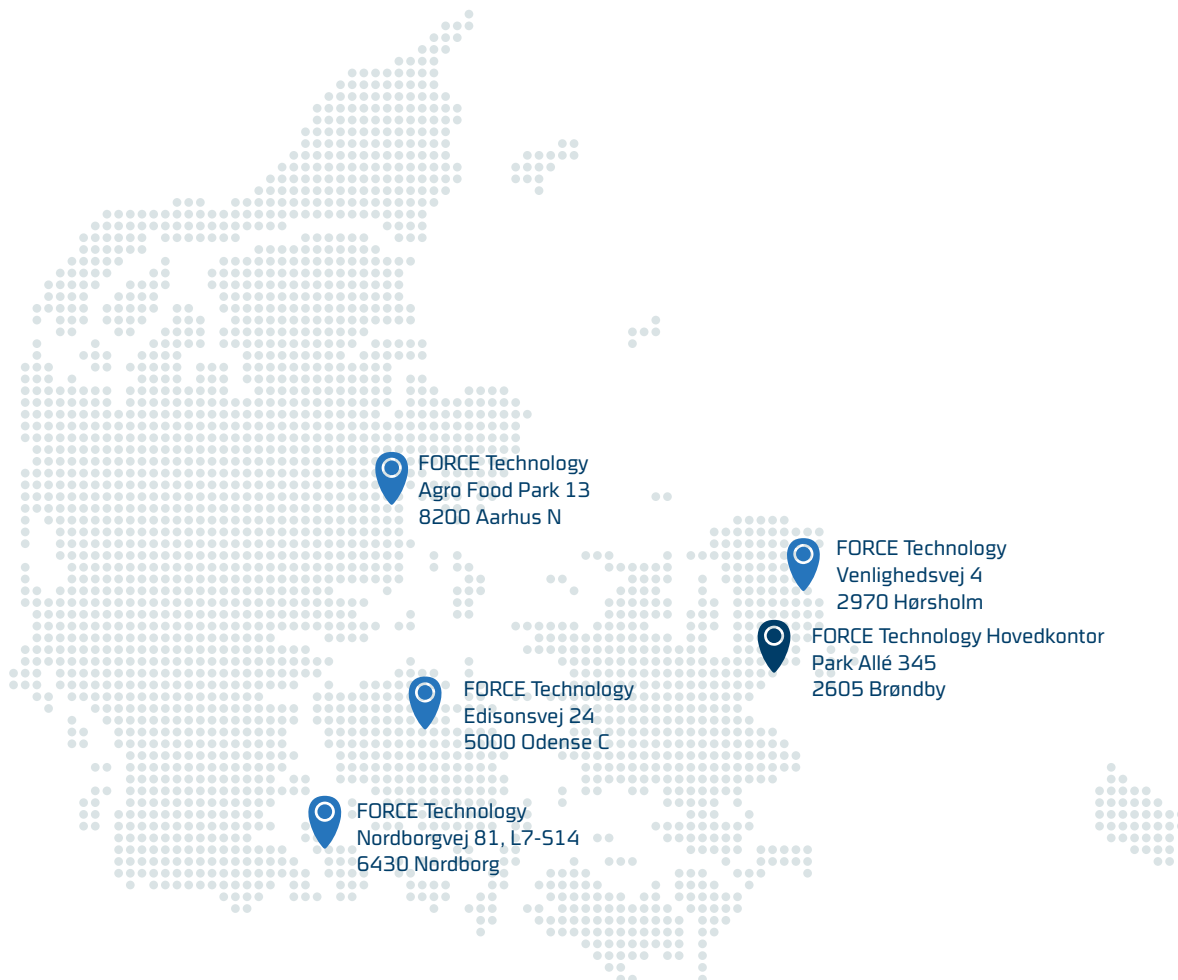 FORCE Technology
Agro Food Park 13
8200 Aarhus N
FORCE Technology
Venlighedsvej 4
2970 Hørsholm
FORCE Technology Hovedkontor
Park Allé 345
2605 Brøndby
FORCE Technology
Edisonsvej 24
5000 Odense C
FORCE Technology
Nordborgvej 81, L7-S14
6430 Nordborg